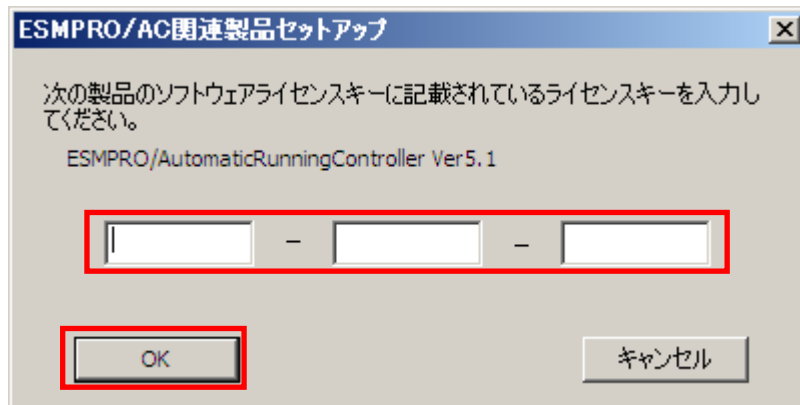 ESMPRO/AC関連製品セットアップ
次の製品のソフトウェアライセンスキーに記載されているライセンスキーを入力し
てください。
ESMPRO/AutomaticRunningController Ver5.1
– –
OK キャンセル